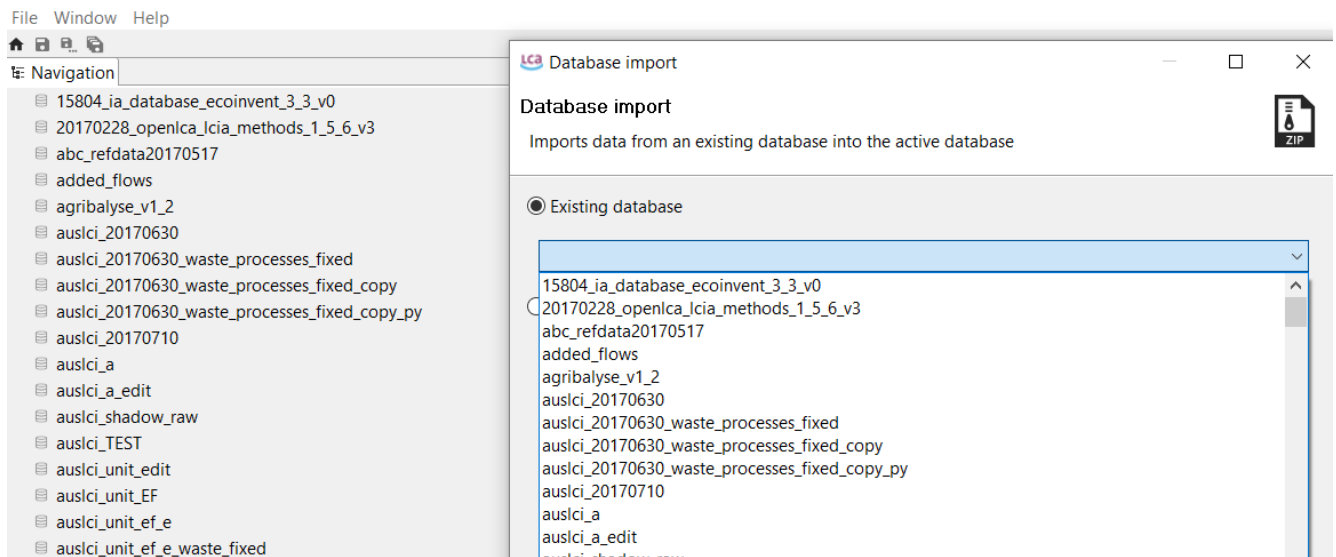 File Window Help
Navigation
15804_ia_database_ecoinvent_3_3_v0
20170228_openlca_lcia_methods_1_5_6_v3
abc_refdata20170517
added_flows
agribalyse_v1_2
auslci_20170630
auslci_20170630_waste_processes_fixed
auslci_20170630_waste_processes_fixed_copy
auslci_20170630_waste_processes_fixed_copy_py
auslci_20170710
auslci_a
auslci_a_edit
auslci_shadow_raw
auslci_TEST
auslci_unit_edit
auslci_unit_EF
auslci_unit_ef_e
auslci_unit_ef_e_waste_fixed
LCa Database import
Database import
Imports data from an existing database into the active database
ZIP
Existing database
15804_ia_database_ecoinvent_3_3_v0
20170228_openlca_lcia_methods_1_5_6_v3
abc_refdata20170517
added_flows
agribalyse_v1_2
auslci_20170630
auslci_20170630_waste_processes_fixed
auslci_20170630_waste_processes_fixed_copy
auslci_20170630_waste_processes_fixed_copy_py
auslci_20170710
auslci_a
auslci_a_edit